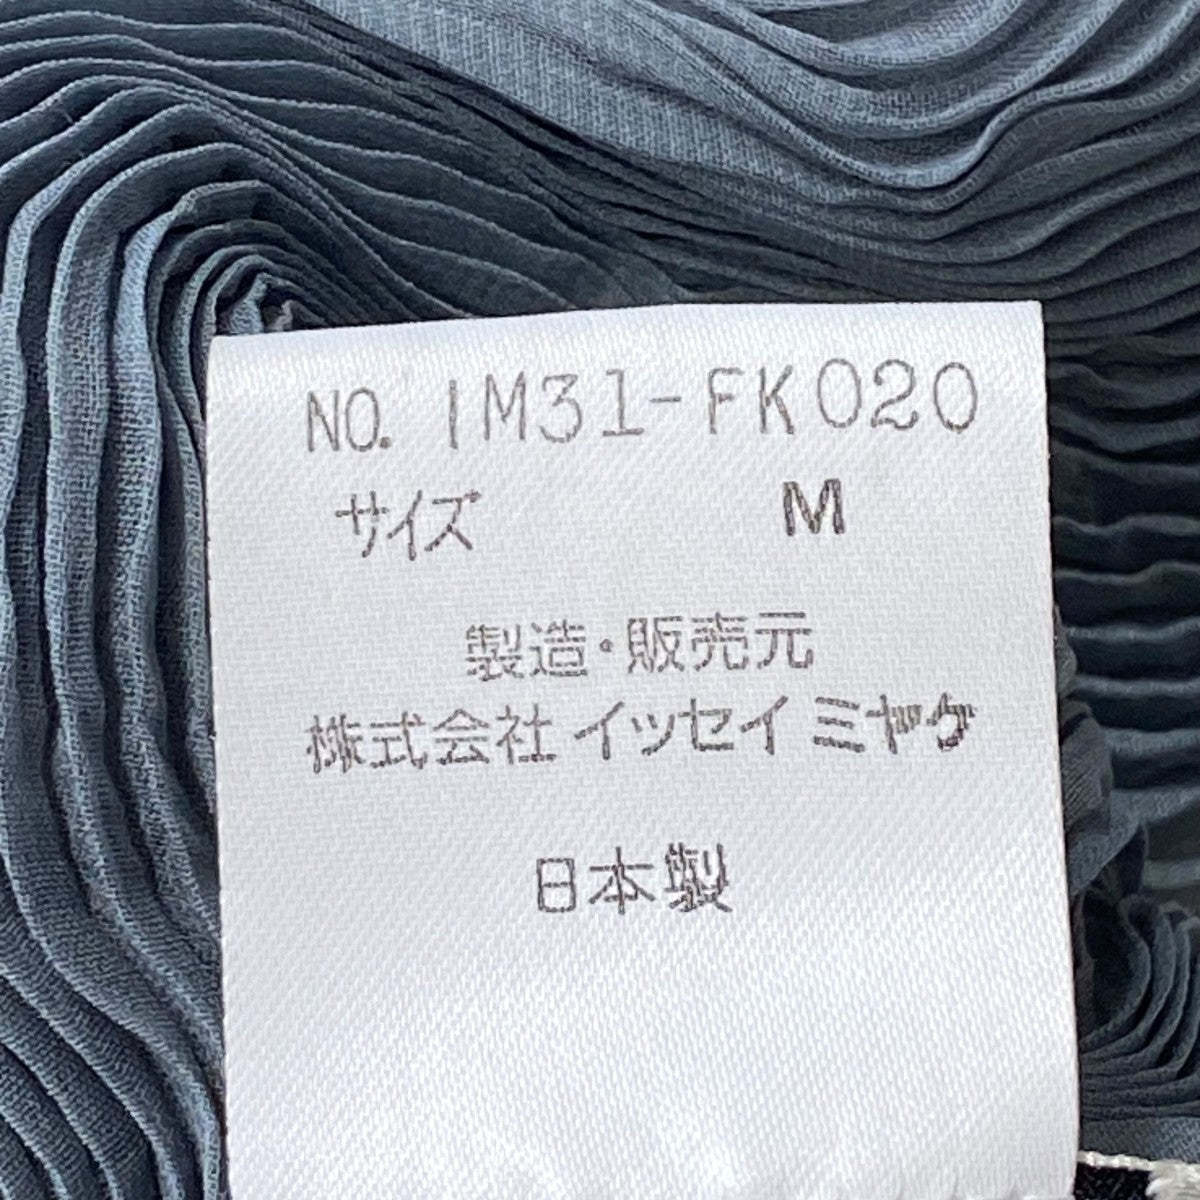 NO. IM31-FK020
サイズ M
製造・販売元
株式会社 イッセイ ミヤケ
日本製